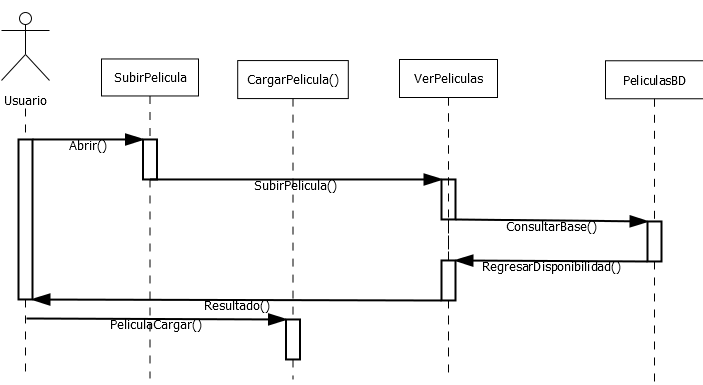 SubirPelicula
CargarPelicula()
VerPeliculas
PeliculasBD
Usuario
Abrir()
SubirPelicula()
ConsultarBase()
RegresarDisponibilidad()
Resultado()
PeliculaCargar()